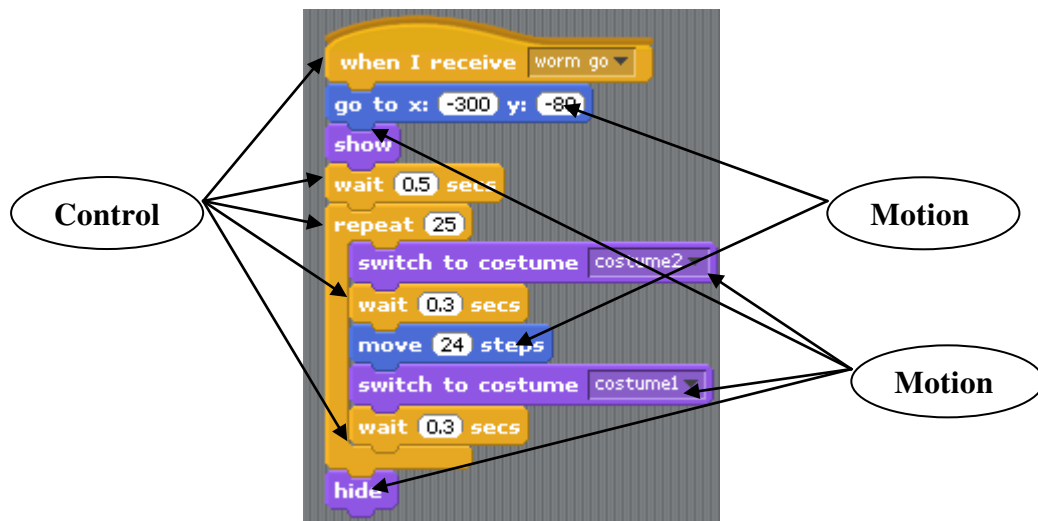 when I receive worm go
go to x: -300 y: -80
show
wait 0.5 secs
Control
Motion
repeat 25
switch to costume costume2
wait 0.3 secs
move 24 steps
switch to costume costume1
Motion
wait 0.3 secs
hide